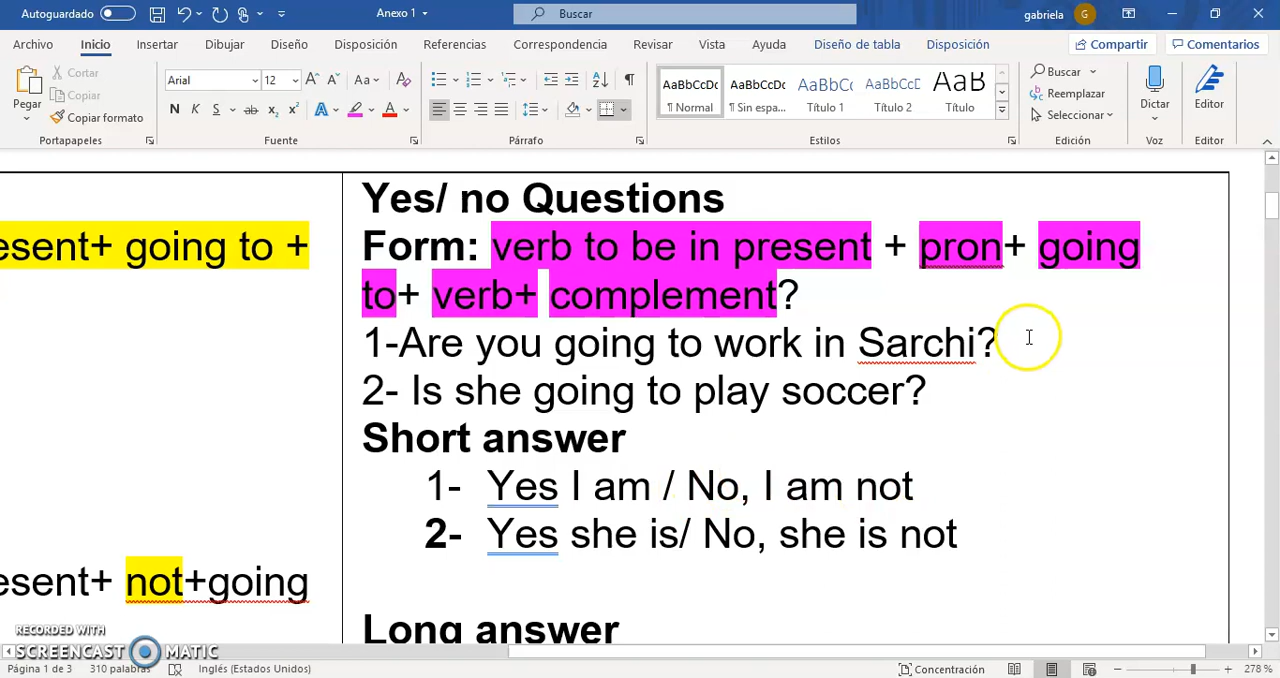 Autoguardado
Anexo 1
Buscar
gabriela
G
Archivo Inicio Insertar Dibujar Diseño Disposición Referencias Correspondencia Revisar Vista Ayuda Diseño de tabla Disposición
Compartir
Comentarios
Pegar
Cortar
Copiar
Copiar formato
Portapapeles
Arial
12
Aa
N K S ab x₂ x²
Fuente
Párrafo
AaBbCcDc AaBbCcDc AaBbCc AaBbCcD AaB
¶ Normal ¶ Sin espa... Título 1 Título 2 Título
Estilos
Buscar
Reemplazar
Seleccionar
Edición
Dictar
Voz
Editor
Editor
esent+ going to +
esent+ not+going
Yes/ no Questions
Form: verb to be in present + pron+ going
to+ verb+ complement?
1-Are you going to work in Sarchi?
2- Is she going to play soccer?
Short answer
1- Yes I am / No, I am not
2- Yes she is/ No, she is not
Long answer
RECORDED WITH
SCREENCAST MATIC
Página 1 de 3 310 palabras Inglés (Estados Unidos) Concentración 278 %